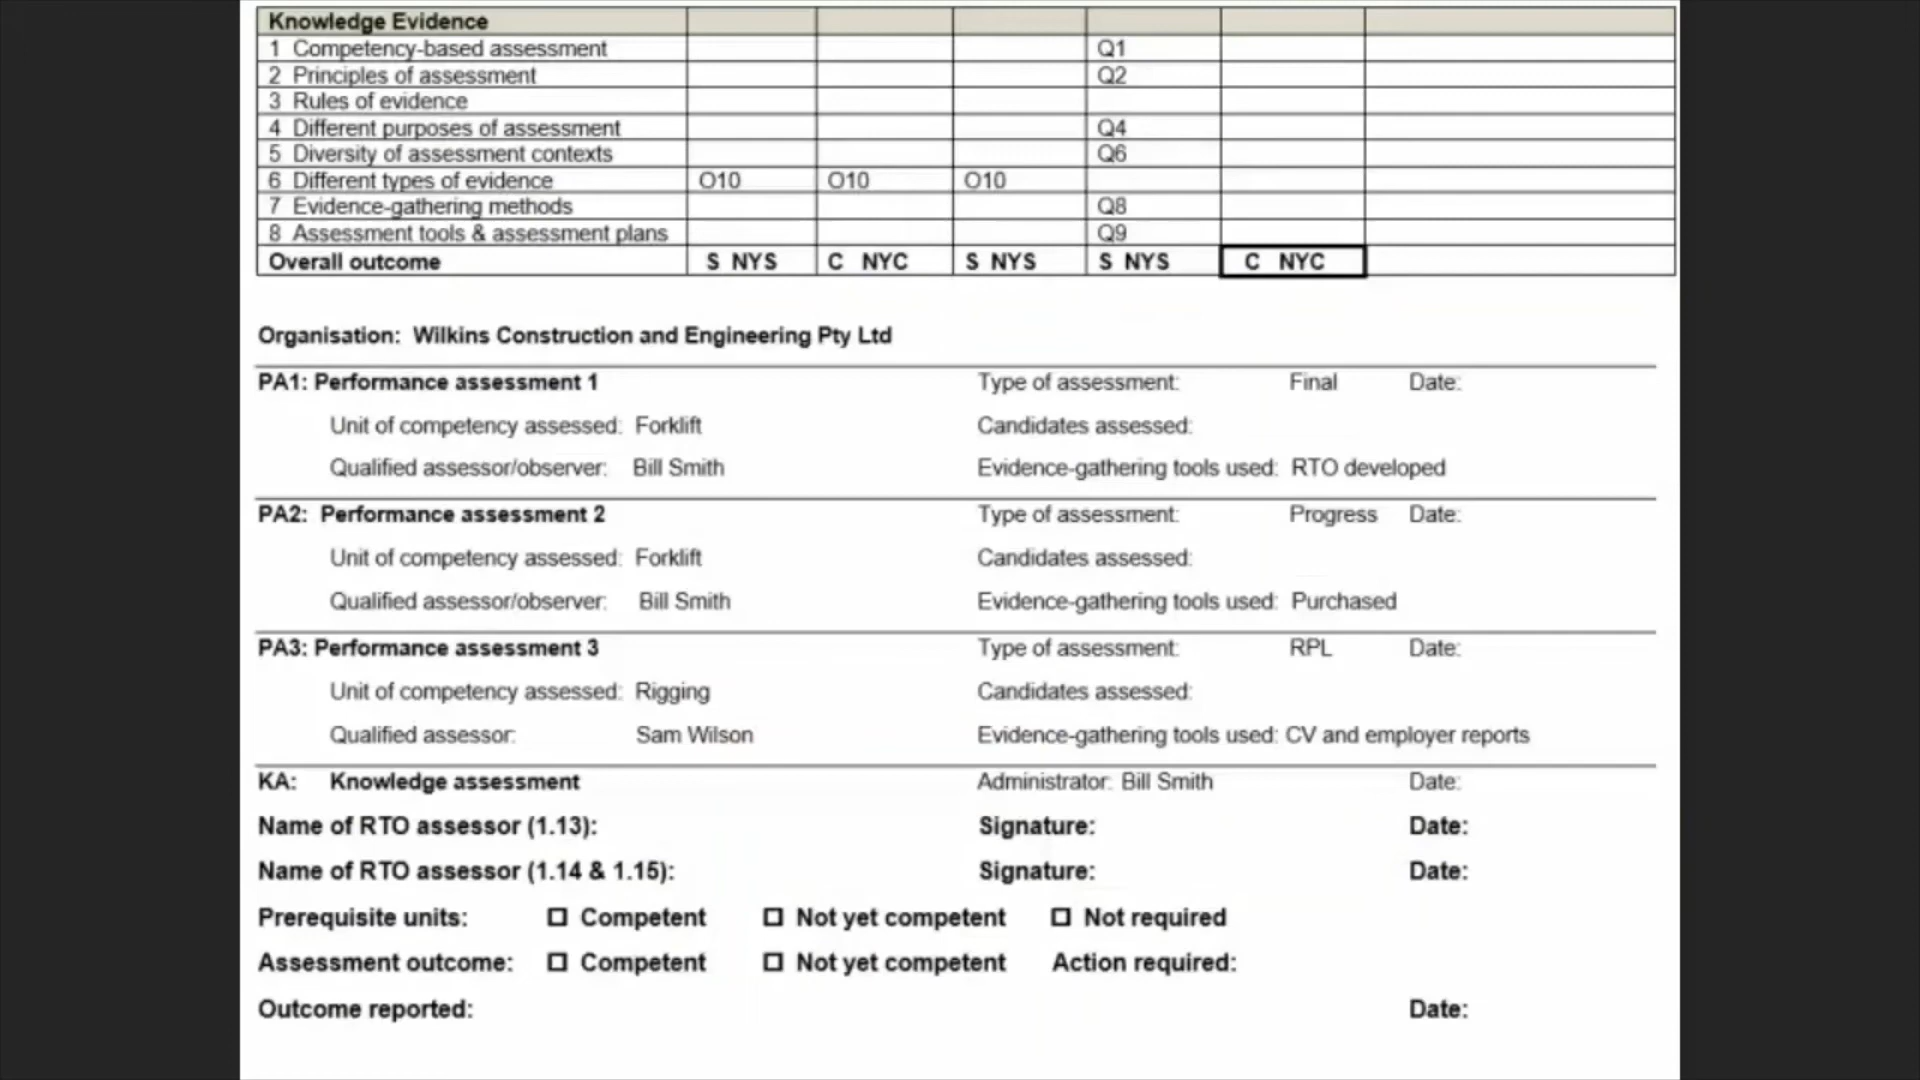 Knowledge Evidence
1 Competency-based assessment Q1
2 Principles of assessment Q2
3 Rules of evidence
4 Different purposes of assessment Q4
5 Diversity of assessment contexts Q6
6 Different types of evidence O10 O10 O10
7 Evidence-gathering methods Q8
8 Assessment tools & assessment plans Q9
Overall outcome S NYS C NYC S NYS S NYS C NYC
Organisation: Wilkins Construction and Engineering Pty Ltd
PA1: Performance assessment 1 Type of assessment: Final Date:
Unit of competency assessed: Forklift Candidates assessed:
Qualified assessor/observer: Bill Smith Evidence-gathering tools used: RTO developed
PA2: Performance assessment 2 Type of assessment: Progress Date:
Unit of competency assessed: Forklift Candidates assessed:
Qualified assessor/observer: Bill Smith Evidence-gathering tools used: Purchased
PA3: Performance assessment 3 Type of assessment: RPL Date:
Unit of competency assessed: Rigging Candidates assessed:
Qualified assessor: Sam Wilson Evidence-gathering tools used: CV and employer reports
KA: Knowledge assessment Administrator: Bill Smith Date:
Name of RTO assessor (1.13): Signature: Date:
Name of RTO assessor (1.14 & 1.15): Signature: Date:
Prerequisite units: ☐ Competent ☐ Not yet competent ☐ Not required
Assessment outcome: ☐ Competent ☐ Not yet competent Action required:
Outcome reported: Date: